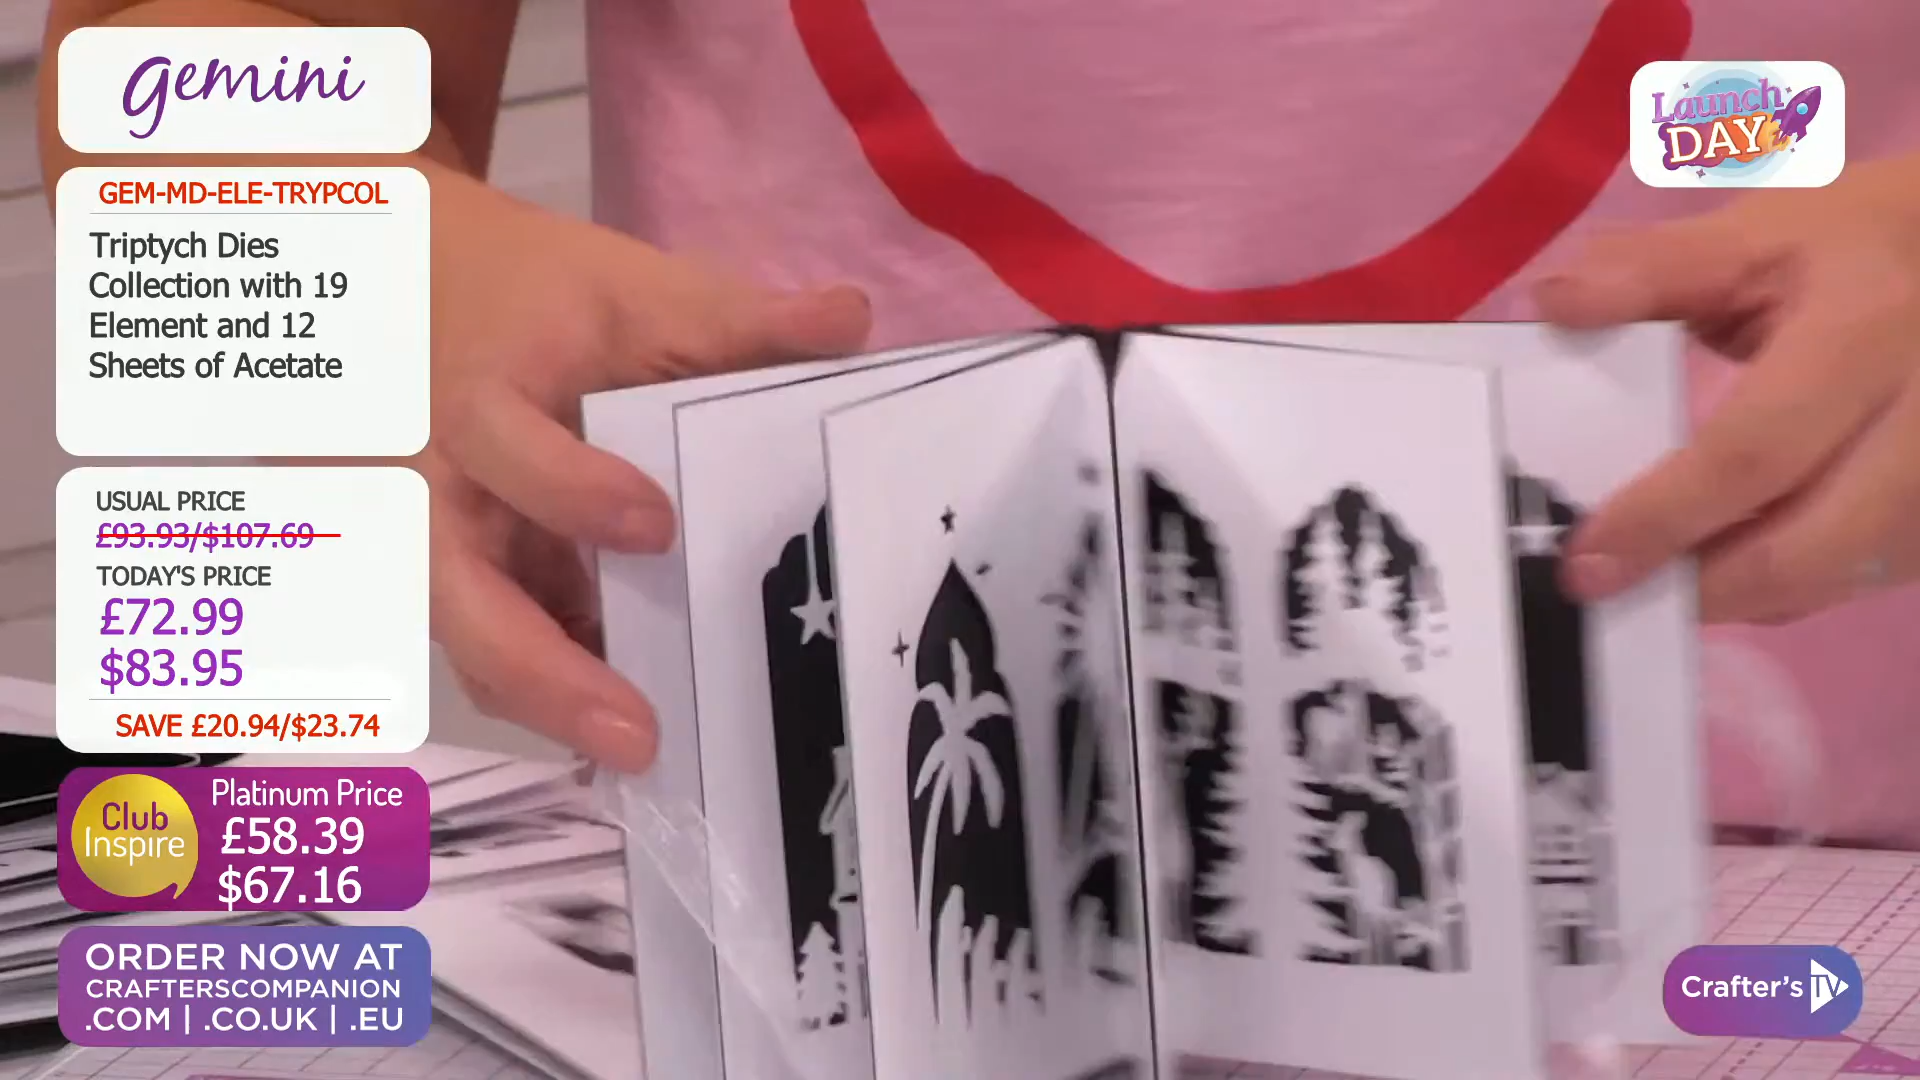 gemini
GEM-MD-ELE-TRYPCOL
Triptych Dies
Collection with 19
Element and 12
Sheets of Acetate
USUAL PRICE
£93.93/$107.69
TODAY'S PRICE
£72.99
$83.95
SAVE £20.94/$23.74
Club
Inspire
Platinum Price
£58.39
$67.16
ORDER NOW AT
CRAFTERSCOMPANION
.COM | .CO.UK | .EU
Launch
DAY
Crafter's TV